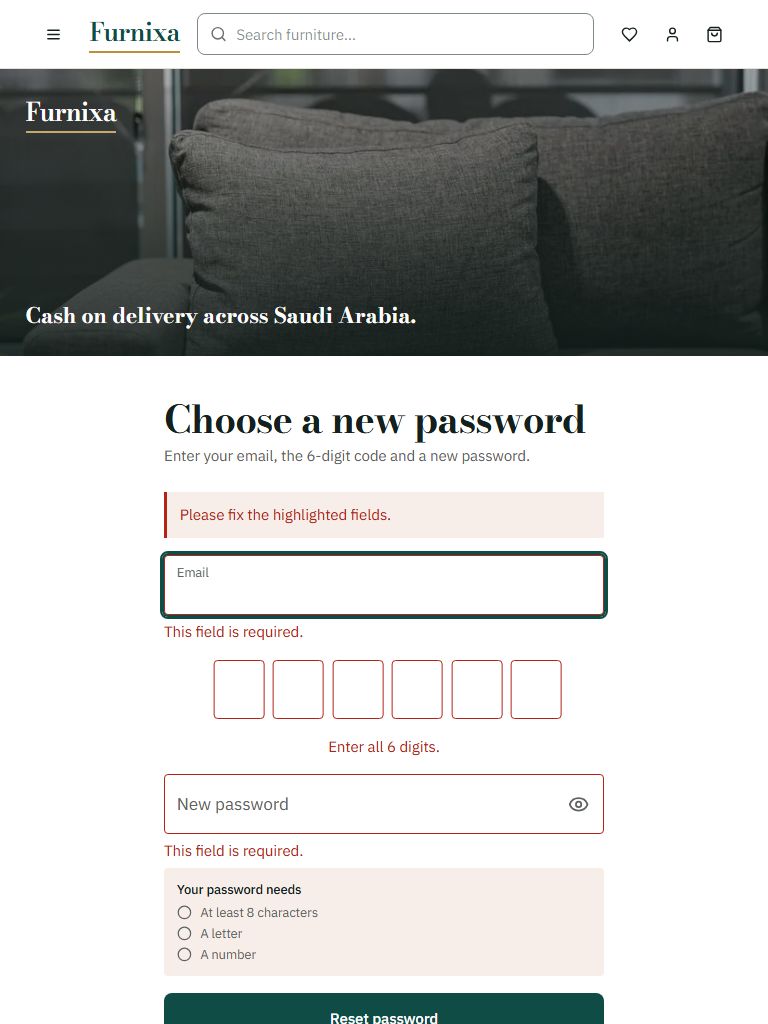 Furnixa
Search furniture...
Furnixa
Cash on delivery across Saudi Arabia.
Choose a new password
Enter your email, the 6-digit code and a new password.
Please fix the highlighted fields.
Email
This field is required.
Enter all 6 digits.
New password
This field is required.
Your password needs
At least 8 characters
A letter
A number
Reset password